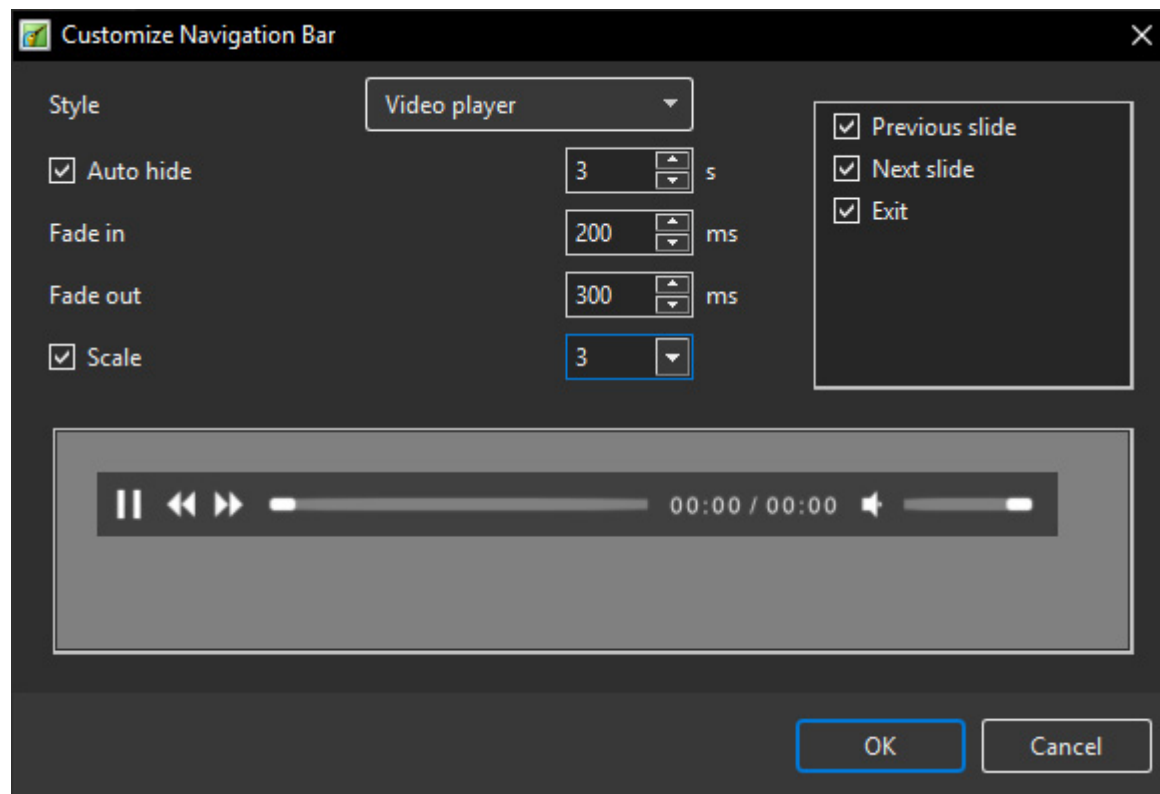 Customize Navigation Bar
Style
Video player
Auto hide
3
s
Fade in
200
ms
Fade out
300
ms
Scale
3
Previous slide
Next slide
Exit
00:00 / 00:00
OK
Cancel